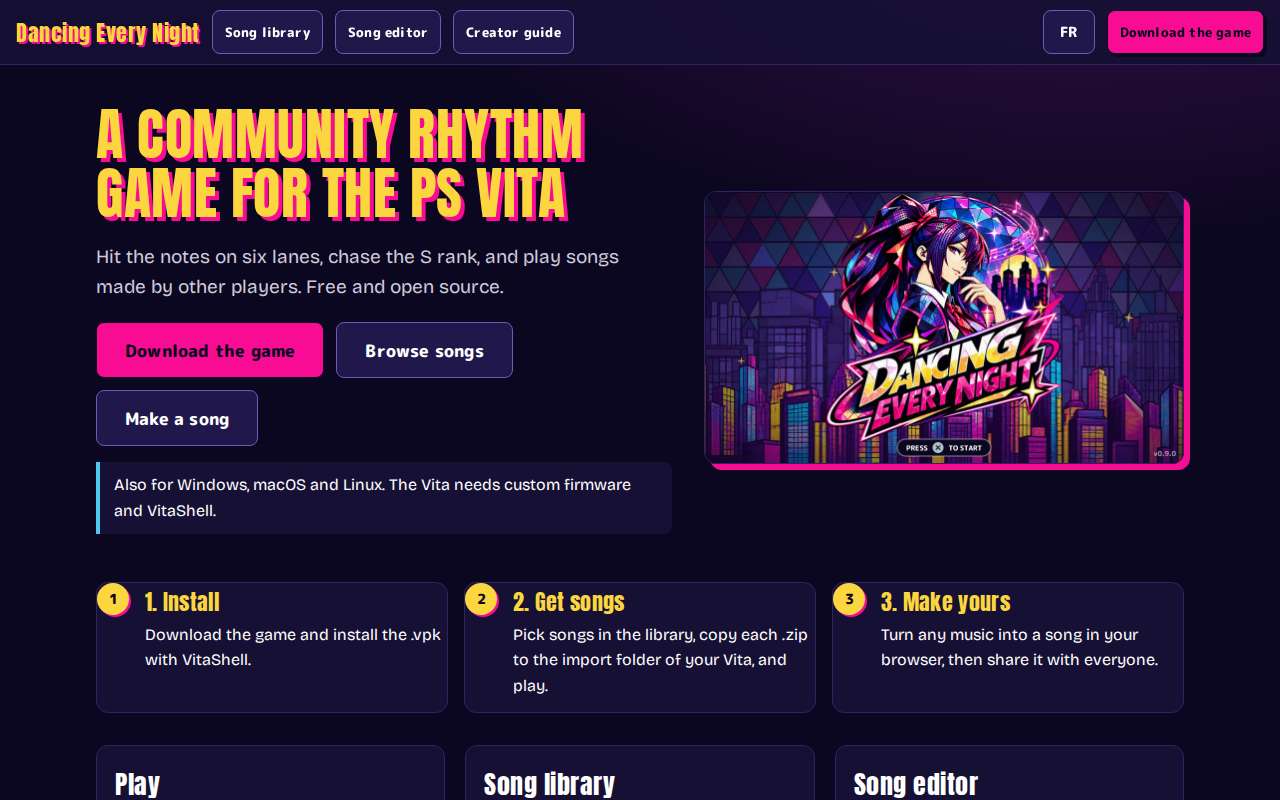 Dancing Every Night
Song library
Song editor
Creator guide
FR
Download the game
A COMMUNITY RHYTHM
GAME FOR THE PS VITA
Hit the notes on six lanes, chase the S rank, and play songs
made by other players. Free and open source.
Download the game
Browse songs
Make a song
Also for Windows, macOS and Linux. The Vita needs custom firmware
and VitaShell.
DANCING
EVERY NIGHT
PRESS X TO START
v0.9.0
1
1. Install
Download the game and install the .vpk
with VitaShell.
2
2. Get songs
Pick songs in the library, copy each .zip
to the import folder of your Vita, and
play.
3
3. Make yours
Turn any music into a song in your
browser, then share it with everyone.
Play
Song library
Song editor